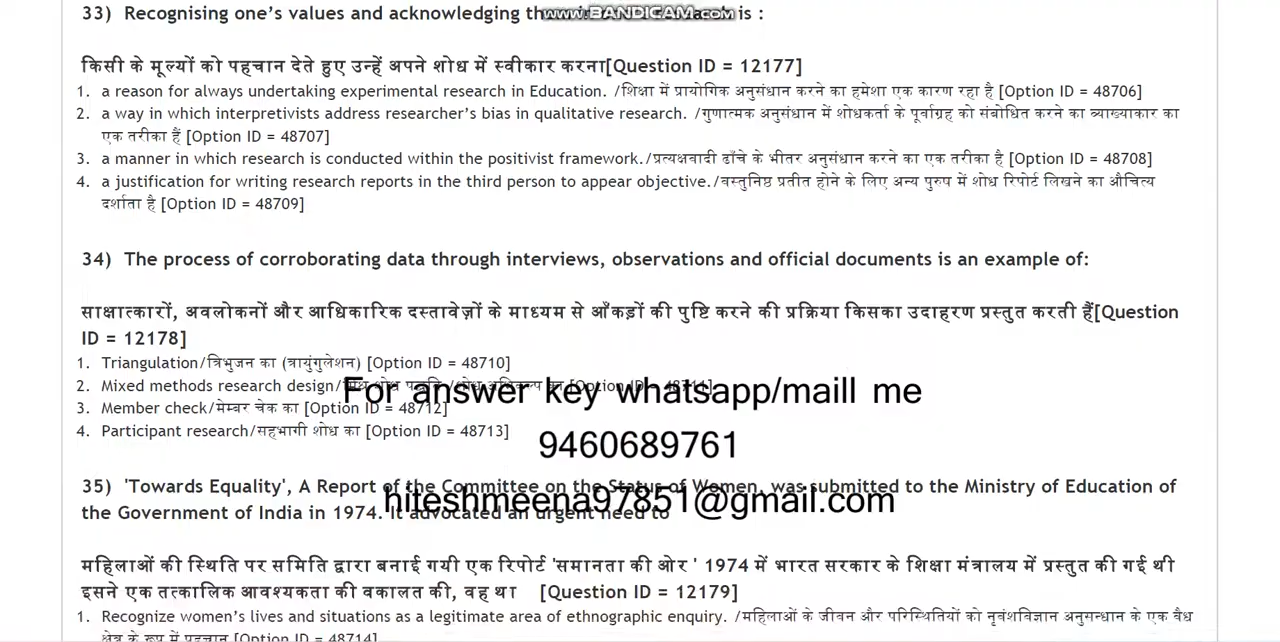 33) Recognising one’s values and acknowledging is :
www.BANDICAM.com
किसी के मूल्यों को पहचान देते हुए उन्हें अपने शोध में स्वीकार करना[Question ID = 12177]
1. a reason for always undertaking experimental research in Education. /शिक्षा में प्रायोगिक अनुसंधान करने का हमेशा एक कारण रहा है [Option ID = 48706]
2. a way in which interpretivists address researcher’s bias in qualitative research. /गुणात्मक अनुसंधान में शोधकर्ता के पूर्वाग्रह को संबोधित करने का व्याख्याकार का
एक तरीका हैं [Option ID = 48707]
3. a manner in which research is conducted within the positivist framework./प्रत्यक्षवादी ढाँचे के भीतर अनुसंधान करने का एक तरीका है [Option ID = 48708]
4. a justification for writing research reports in the third person to appear objective./वस्तुनिष्ठ प्रतीत होने के लिए अन्य पुरुष में शोध रिपोर्ट लिखने का औचित्य
दर्शाता है [Option ID = 48709]
34) The process of corroborating data through interviews, observations and official documents is an example of:
साक्षात्कारों, अवलोकनों और आधिकारिक दस्तावेज़ों के माध्यम से आँकड़ों की पुष्टि करने की प्रक्रिया किसका उदाहरण प्रस्तुत करती हैं[Question
ID = 12178]
1. Triangulation/त्रिभुजन का (त्रायुंगुलेशन) [Option ID = 48710]
2. Mixed methods research design/मिश्र शोध पद्धति /शोध अभिकल्प का [Option ID = 48711]
For answer key whatsapp/maill me
3. Member check/मेम्बर चेक का [Option ID = 48712]
4. Participant research/सहभागी शोध का [Option ID = 48713]
9460689761
35) 'Towards Equality', A Report of the Committee on the Status of Women, was submitted to the Ministry of Education of
hiteshmeena97851@gmail.com
the Government of India in 1974. It advocated an urgent need to
महिलाओं की स्थिति पर समिति द्वारा बनाई गयी एक रिपोर्ट 'समानता की ओर ' 1974 में भारत सरकार के शिक्षा मंत्रालय में प्रस्तुत की गई थी
इसने एक तत्कालिक आवश्यकता की वकालत की, वह था [Question ID = 12179]
1. Recognize women’s lives and situations as a legitimate area of ethnographic enquiry. /महिलाओं के जीवन और परिस्थितियों को नृवंशविज्ञान अनुसन्धान के एक वैध
क्षेत्र के रूप में पहचान [Option ID = 48714]